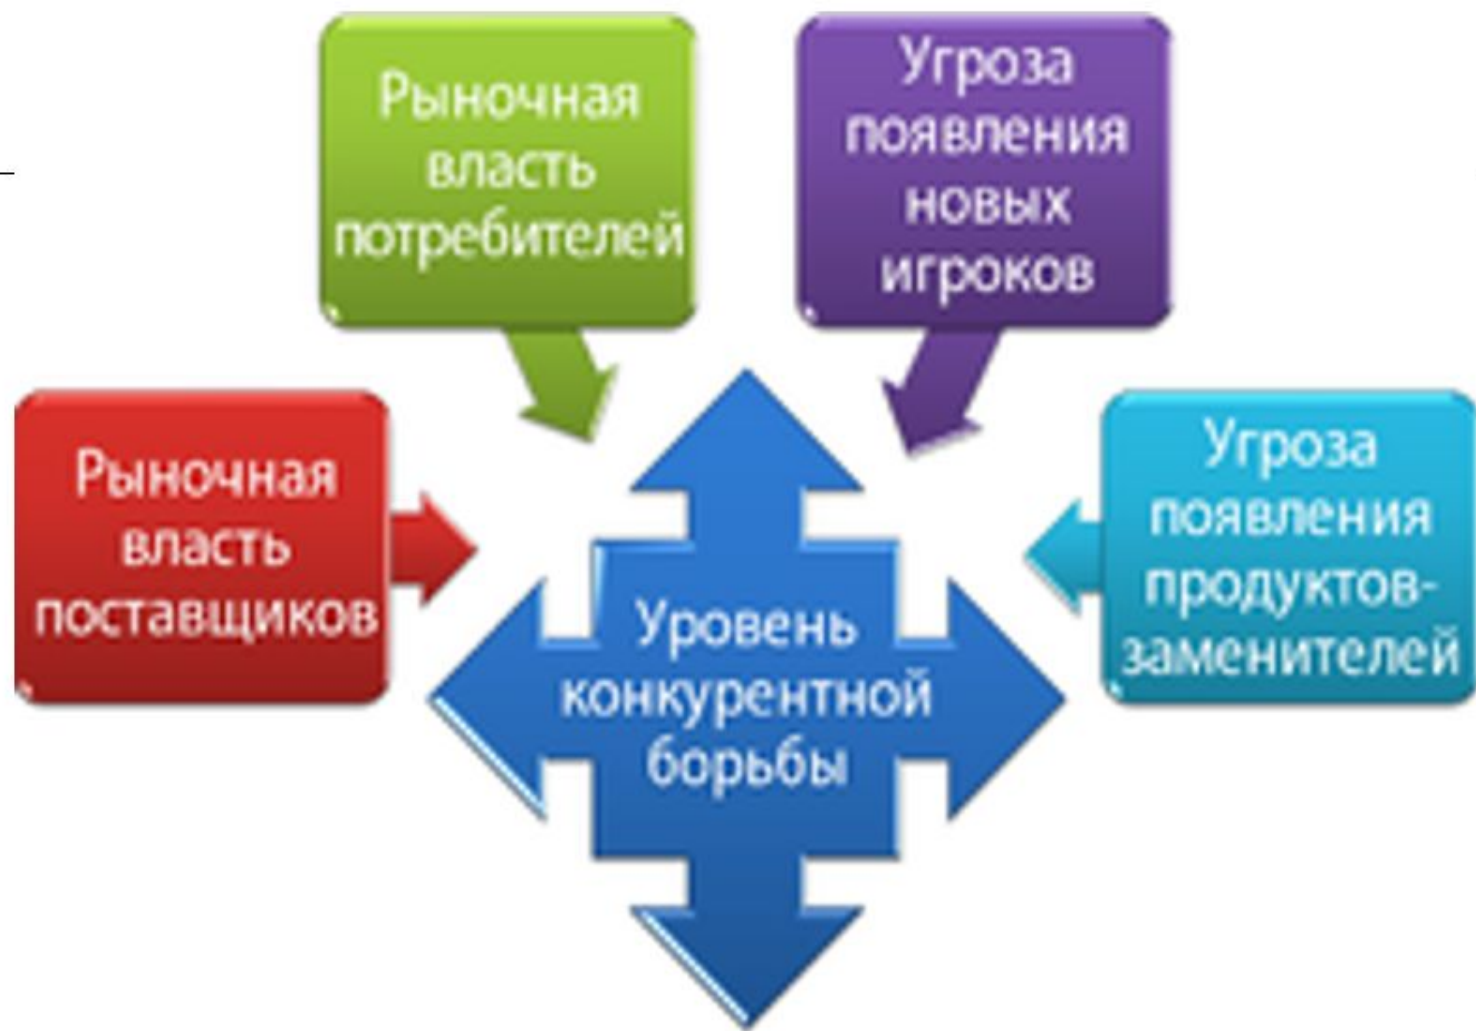 Рыночная
власть
потребителей
Угроза
появления
новых
игроков
Рыночная
власть
поставщиков
Угроза
появления
продуктов-
заменителей
Уровень
конкурентной
борьбы